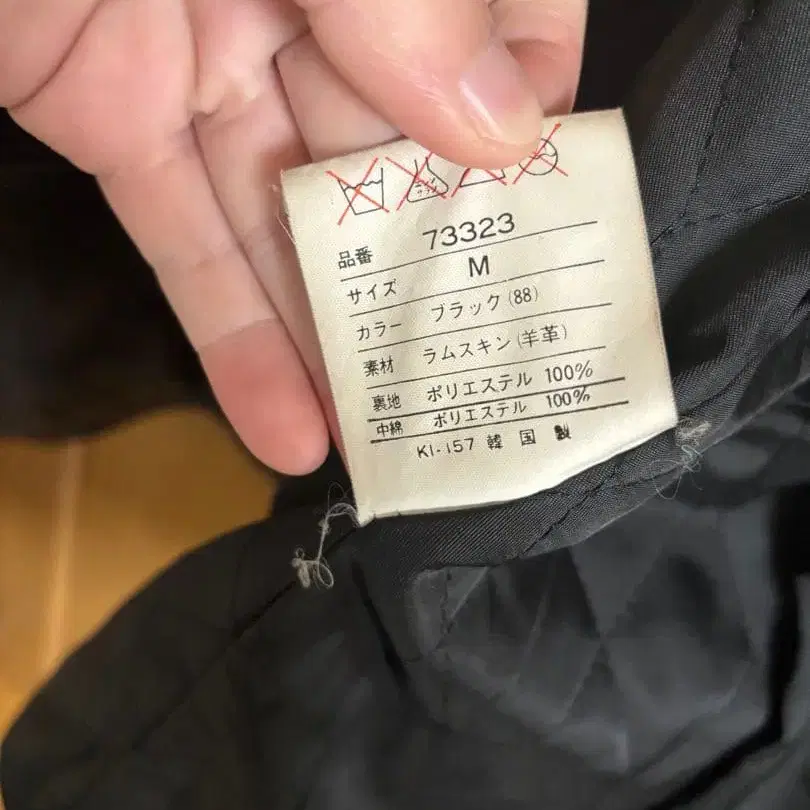 品番 73323
サイズ M
カラー ブラック(88)
素材 ラムスキン(羊革)
裏地 ポリエステル 100%
中綿 ポリエステル 100%
KI-157 韓国製